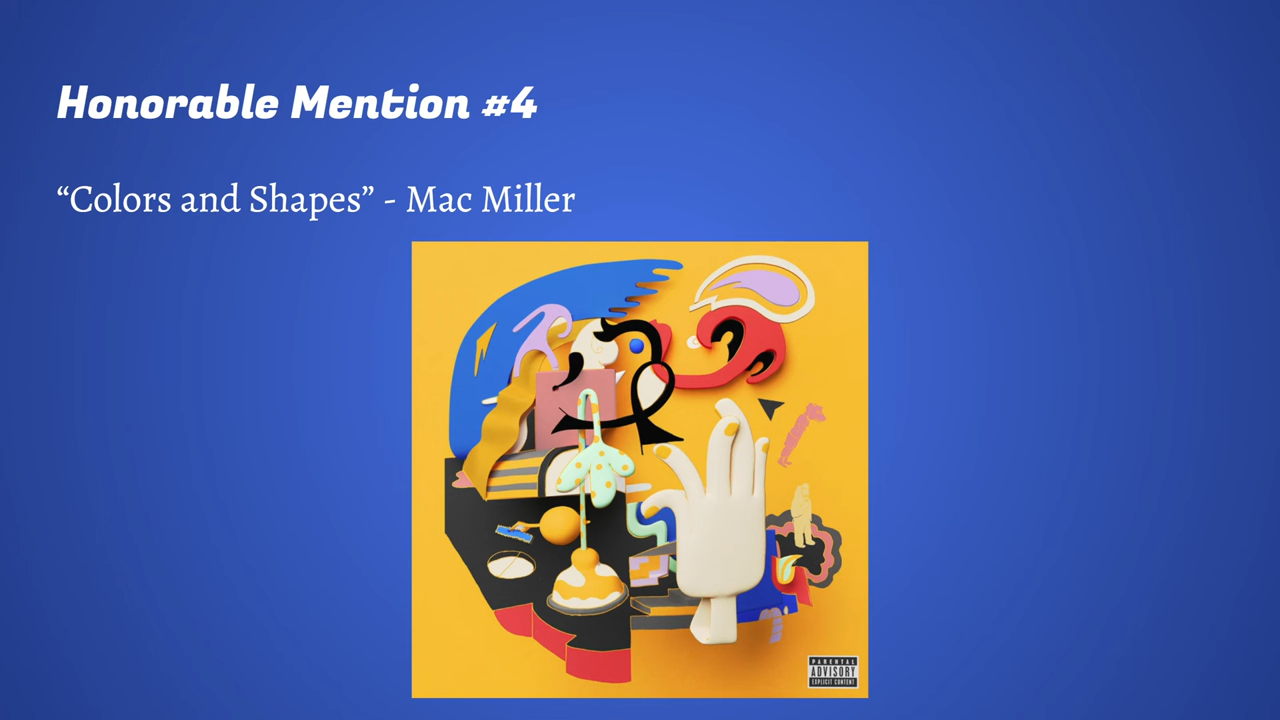 Honorable Mention #4
“Colors and Shapes” - Mac Miller
PARENTAL
ADVISORY
EXPLICIT CONTENT